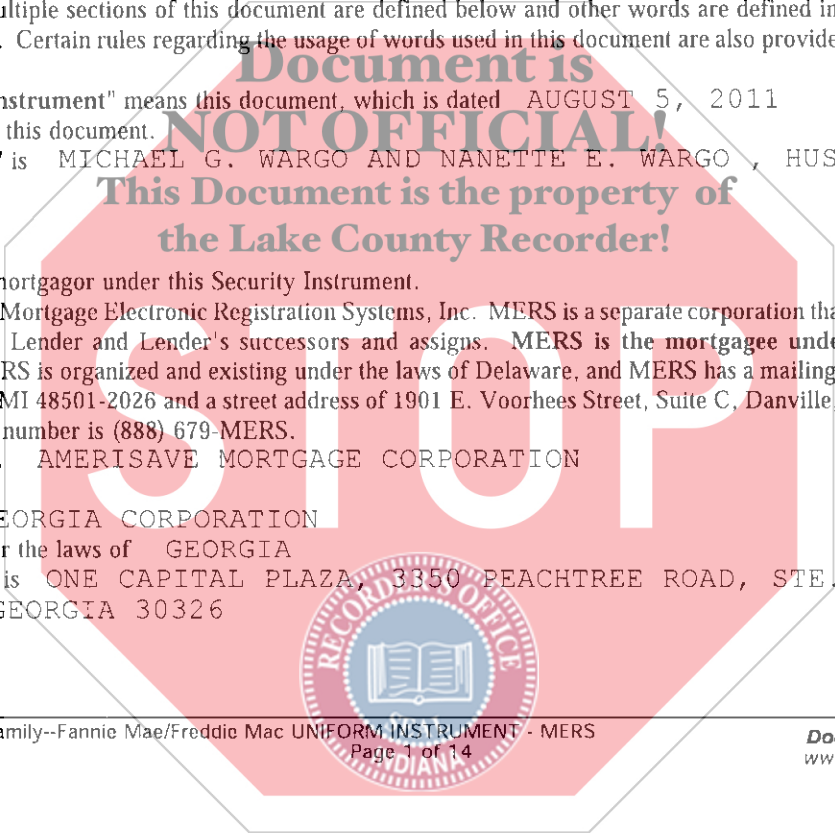 ultiple sections of this document are defined below and other words are defined in
. Certain rules regarding the usage of words used in this document are also provide
Document is
nstrument" means this document, which is dated AUGUST 5, 2011
this document.
NOT OFFICIAL!
" is MICHAEL G. WARGO AND NANETTE E. WARGO , HUS
This Document is the property of
the Lake County Recorder!
nortgagor under this Security Instrument.
Mortgage Electronic Registration Systems, Inc. MERS is a separate corporation tha
Lender and Lender's successors and assigns. MERS is the mortgagee unde
RS is organized and existing under the laws of Delaware, and MERS has a mailing
MI 48501-2026 and a street address of 1901 E. Voorhees Street, Suite C, Danville,
number is (888) 679-MERS.
STOP
. AMERISAVE MORTGAGE CORPORATION
EORGIA CORPORATION
r the laws of GEORGIA
is ONE CAPITAL PLAZA, 3350 PEACHTREE ROAD, STE.
GEORGIA 30326
RECORDER'S OFFICE
SEAL
INDIANA
amily--Fannie Mae/Freddie Mac UNIFORM INSTRUMENT - MERS
Page 1 of 14
Do
ww